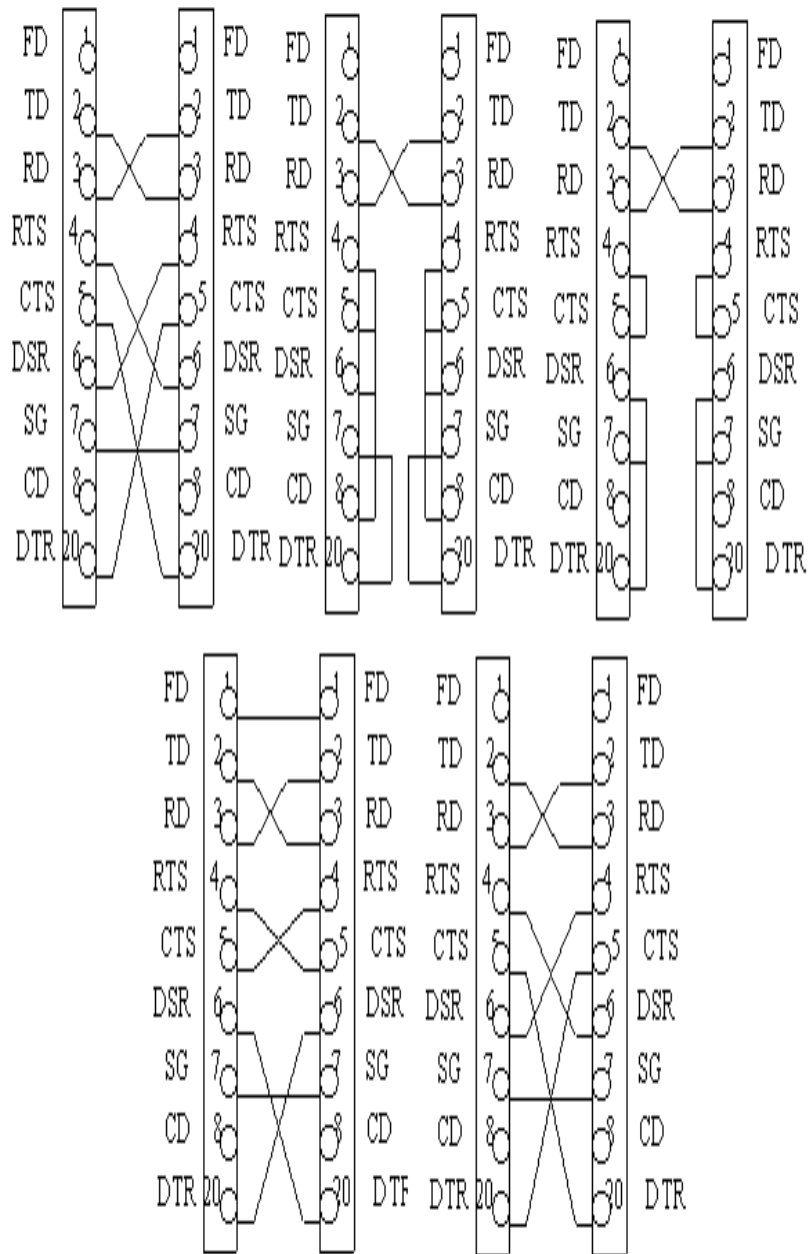 FD 1 1 FD
TD 2 2 TD
RD 3 3 RD
RTS 4 4 RTS
CTS 5 5 CTS
DSR 6 6 DSR
SG 7 7 SG
CD 8 8 CD
DTR 20 20 DTR
FD 1 1 FD
TD 2 2 TD
RD 3 3 RD
RTS 4 4 RTS
CTS 5 5 CTS
DSR 6 6 DSR
SG 7 7 SG
CD 8 8 CD
DTR 20 20 DTR
FD 1 1 FD
TD 2 2 TD
RD 3 3 RD
RTS 4 4 RTS
CTS 5 5 CTS
DSR 6 6 DSR
SG 7 7 SG
CD 8 8 CD
DTR 20 20 DTR
FD 1 1 FD
TD 2 2 TD
RD 3 3 RD
RTS 4 4 RTS
CTS 5 5 CTS
DSR 6 6 DSR
SG 7 7 SG
CD 8 8 CD
DTR 20 20 DTF
FD 1 1 FD
TD 2 2 TD
RD 3 3 RD
RTS 4 4 RTS
CTS 5 5 CTS
DSR 6 6 DSR
SG 7 7 SG
CD 8 8 CD
DTR 20 20 DTR